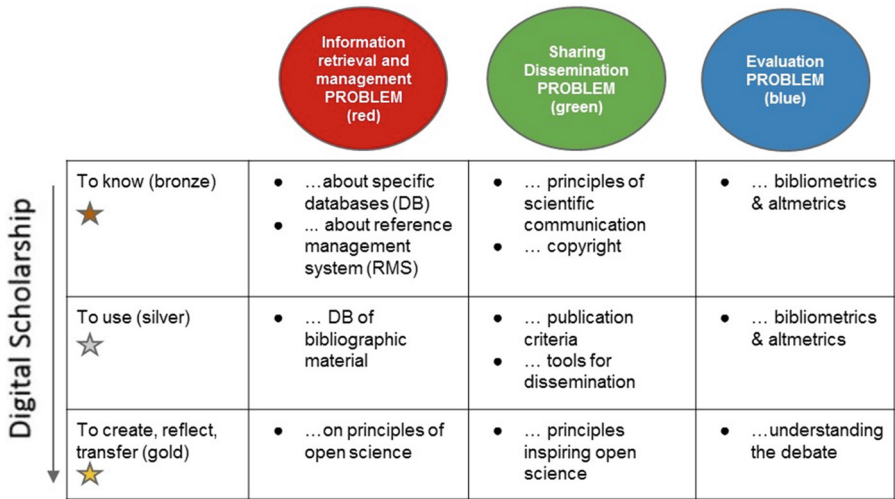 Information
retrieval and
management
PROBLEM
(red)
Sharing
Dissemination
PROBLEM
(green)
Evaluation
PROBLEM
(blue)
Digital Scholarship
To know (bronze)
● …about specific
databases (DB)
● ... about reference
management
system (RMS)
● … principles of
scientific
communication
● … copyright
● … bibliometrics
& altmetrics
To use (silver)
● … DB of
bibliographic
material
● … publication
criteria
● … tools for
dissemination
● … bibliometrics
& altmetrics
To create, reflect,
transfer (gold)
● …on principles of
open science
● … principles
inspiring open
science
● …understanding
the debate